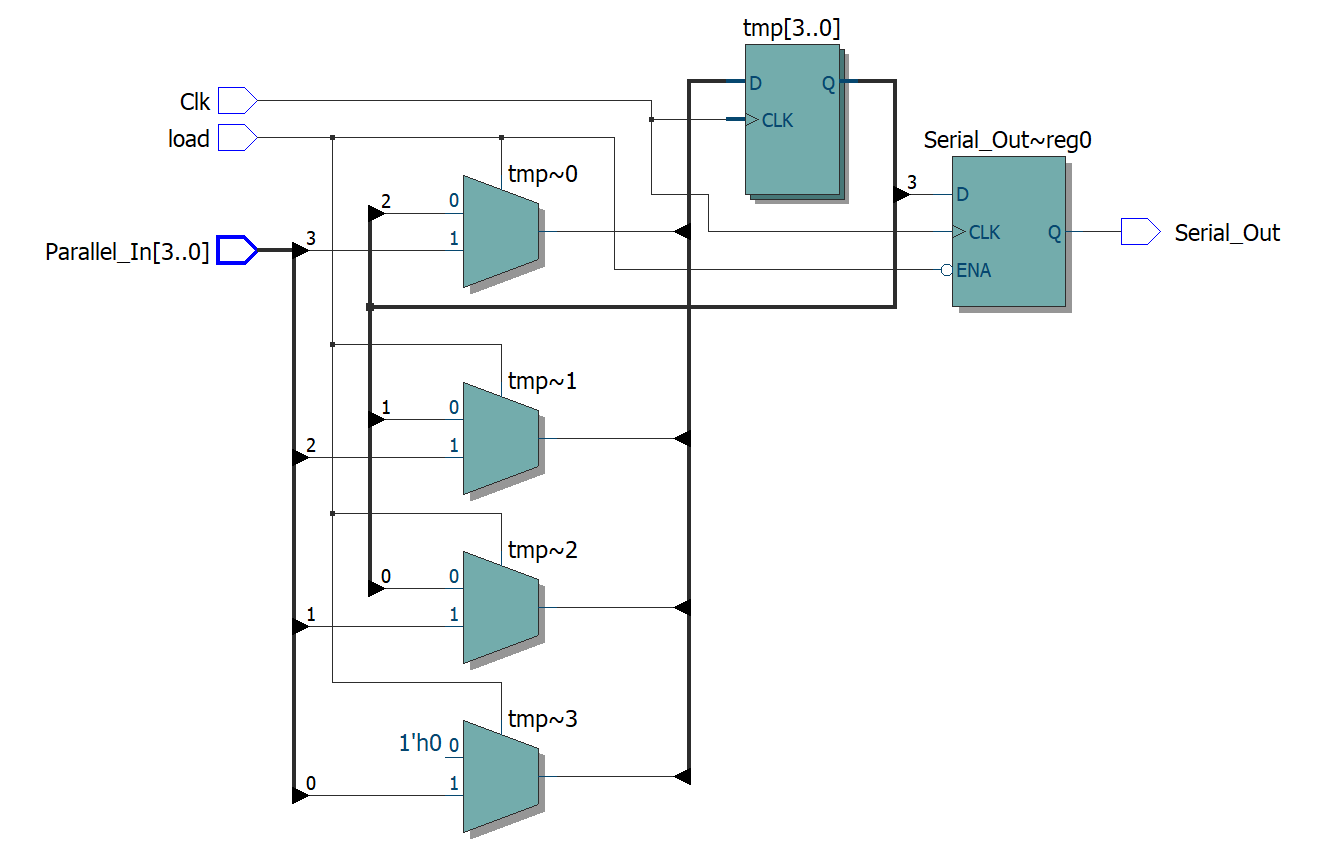 tmp[3..0]
D
Q
CLK
Clk
load
Serial_Out~reg0
3
D
CLK
Q
ENA
Serial_Out
Parallel_In[3..0]
3
tmp~0
2
0
1
tmp~1
1
0
2
1
tmp~2
0
0
1
1
tmp~3
1'h0
0
0
1